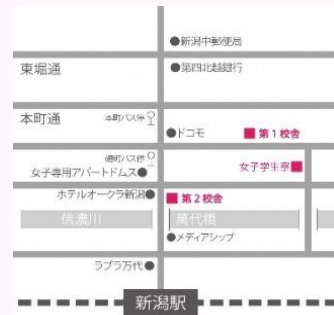 ●新潟中郵便局
東堀通
●第四北越銀行
本町通
本町バス停
●ドコモ
■第1校舎
礎町バス停
女子専用アパートドムス●
女子学生寮■
ホテルオークラ新潟●
■第2校舎
信濃川
萬代橋
●メディアシップ
ラブラ万代●
新潟駅